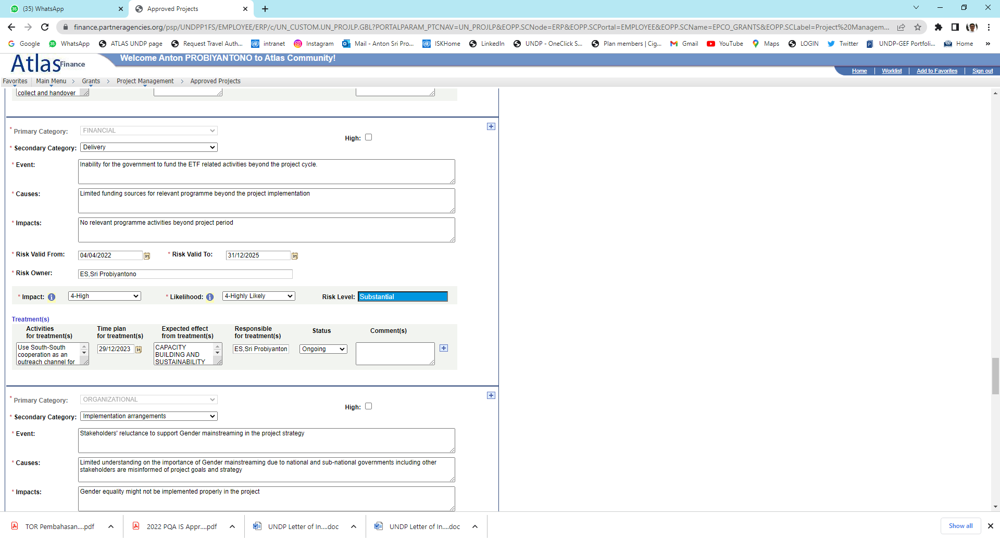 (35) WhatsApp
Approved Projects
finance.partneragencies.org/psp/UNDPP1FS/EMPLOYEE/ERP/c/UN_CUSTOM.UN_PROJLP.GBL?PORTALPARAM_PTCNAV=UN_PROJLP&EOPP.SCNode=ERP&EOPP.SCPortal=EMPLOYEE&EOPP.SCName=EPCO_GRANTS&EOPP.SCLabel=Project%20Managem...
Google WhatsApp ATLAS UNDP page Request Travel Auth... intranet Instagram Mail - Anton Sri Pro... ISKHome LinkedIn UNDP - OneClick S... Plan members | Cig... Gmail YouTube Maps LOGIN Twitter UNDP-GEF Portfoli... Home »
Atlas Finance
Welcome Anton PROBIYANTONO to Atlas Community!
Home Worklist Add to Favorites Sign out
Favorites Main Menu > Grants > Project Management > Approved Projects
collect and handover
* Primary Category: FINANCIAL
High:
* Secondary Category: Delivery
* Event: Inability for the government to fund the ETF related activities beyond the project cycle.
* Causes: Limited funding sources for relevant programme beyond the project implementation
* Impacts: No relevant programme activities beyond project period
* Risk Valid From: 04/04/2022 * Risk Valid To: 31/12/2025
* Risk Owner: ES,Sri Probiyantono
* Impact: 4-High * Likelihood: 4-Highly Likely Risk Level: Substantial
Treatment(s)
Activities for treatment(s)
Time plan for treatment(s)
Expected effect from treatment(s)
Responsible for treatment(s)
Status
Comment(s)
Use South-South
cooperation as an
outreach channel for
29/12/2023
CAPACITY
BUILDING AND
SUSTAINABILITY
ES,Sri Probiyanton
Ongoing
* Primary Category: ORGANIZATIONAL
High:
* Secondary Category: Implementation arrangements
* Event: Stakeholders' reluctance to support Gender mainstreaming in the project strategy
* Causes: Limited understanding on the importance of Gender mainstreaming due to national and sub-national governments including other
stakeholders are misinformed of project goals and strategy
* Impacts: Gender equality might not be implemented properly in the project
TOR Pembahasan....pdf 2022 PQA IS Appr....pdf UNDP Letter of In....doc UNDP Letter of In....doc Show all